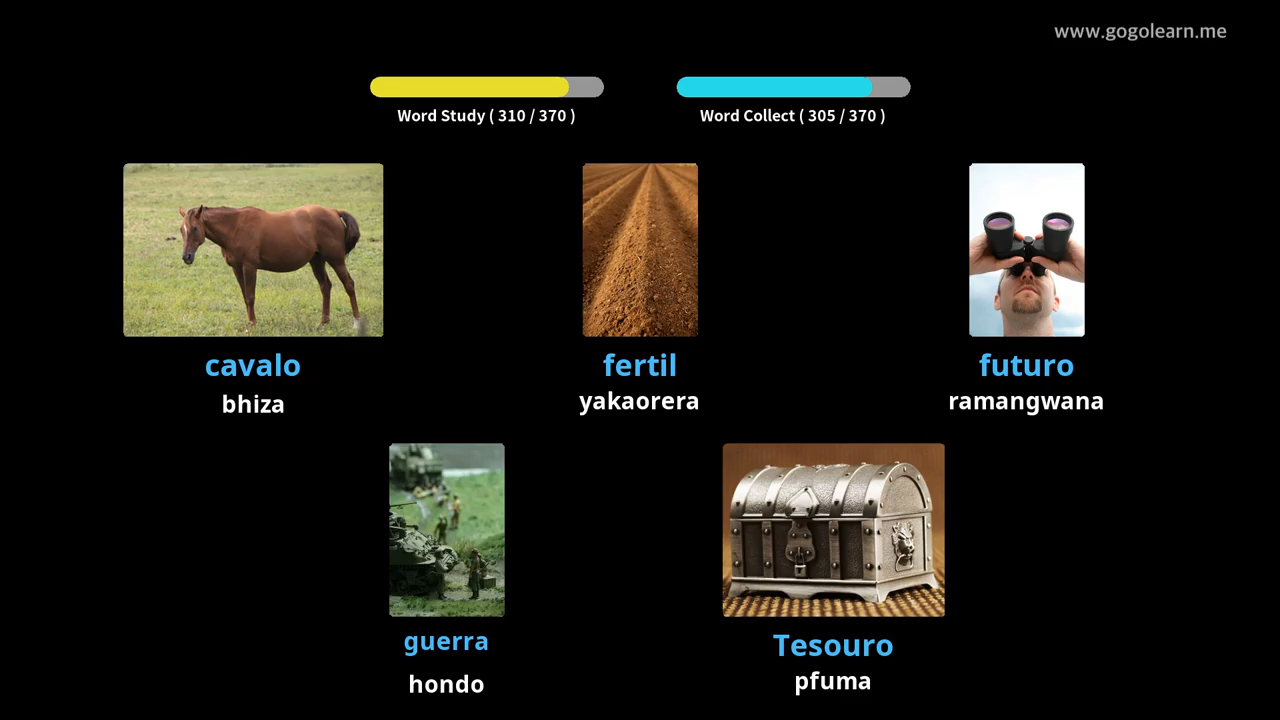 www.gogolearn.me
Word Study ( 310 / 370 )
Word Collect ( 305 / 370 )
cavalo
bhiza
fertil
yakaorera
futuro
ramangwana
guerra
hondo
Tesouro
pfuma